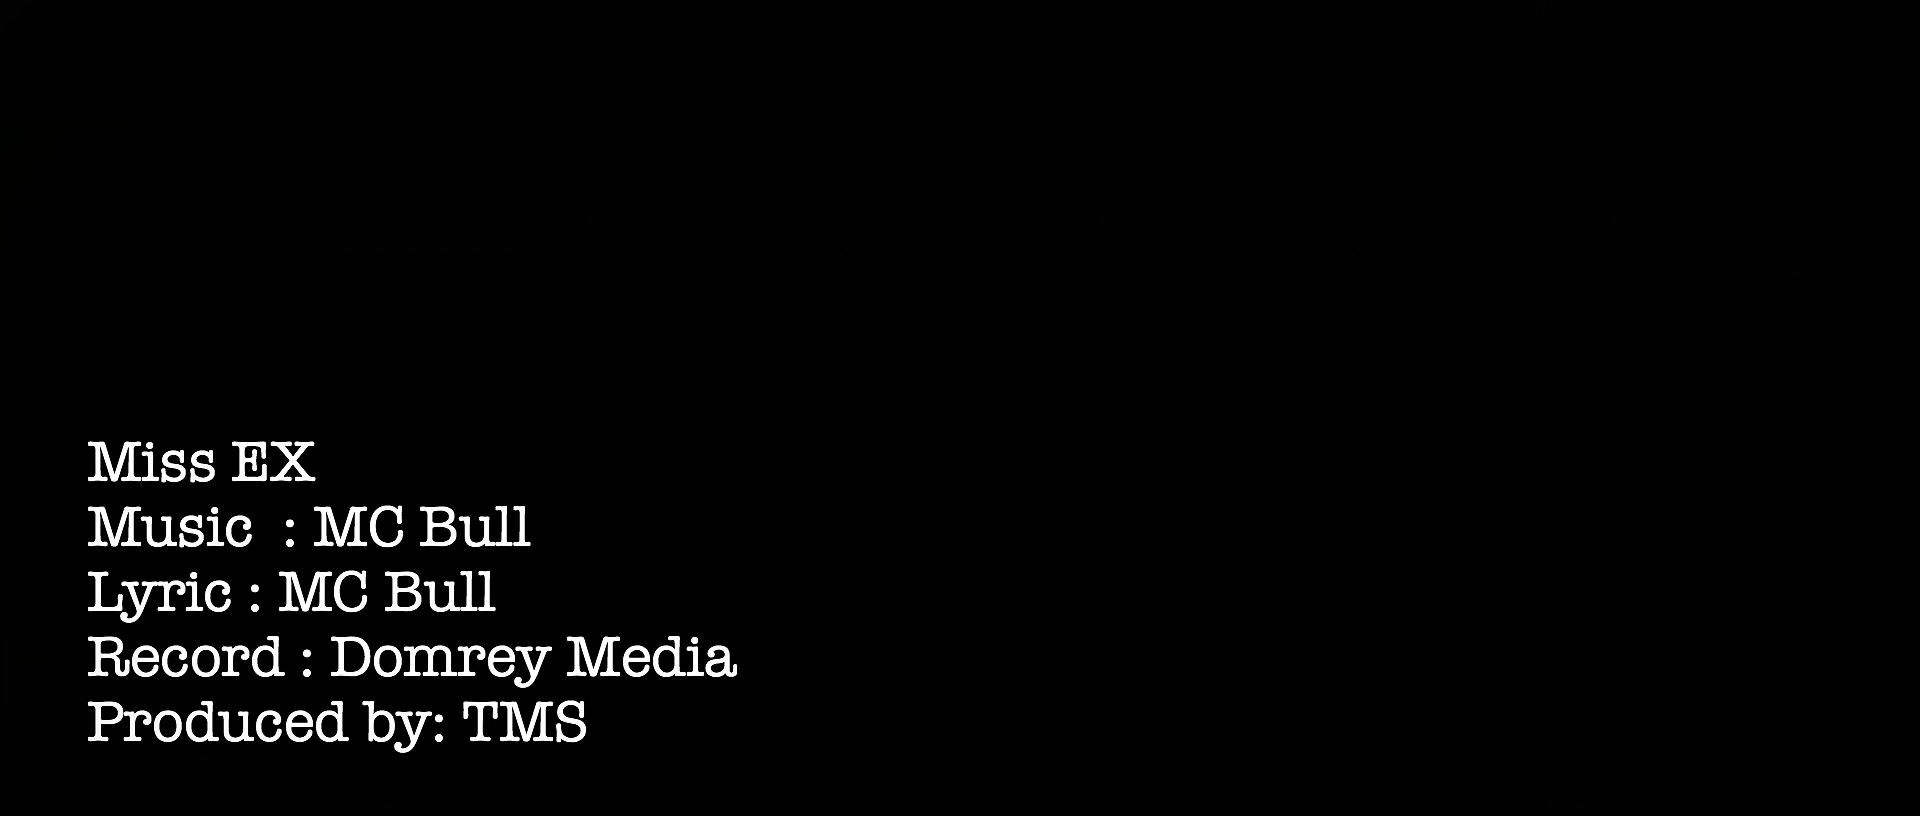 Miss EX
Music  : MC Bull
Lyric : MC Bull
Record : Domrey Media
Produced by: TMS